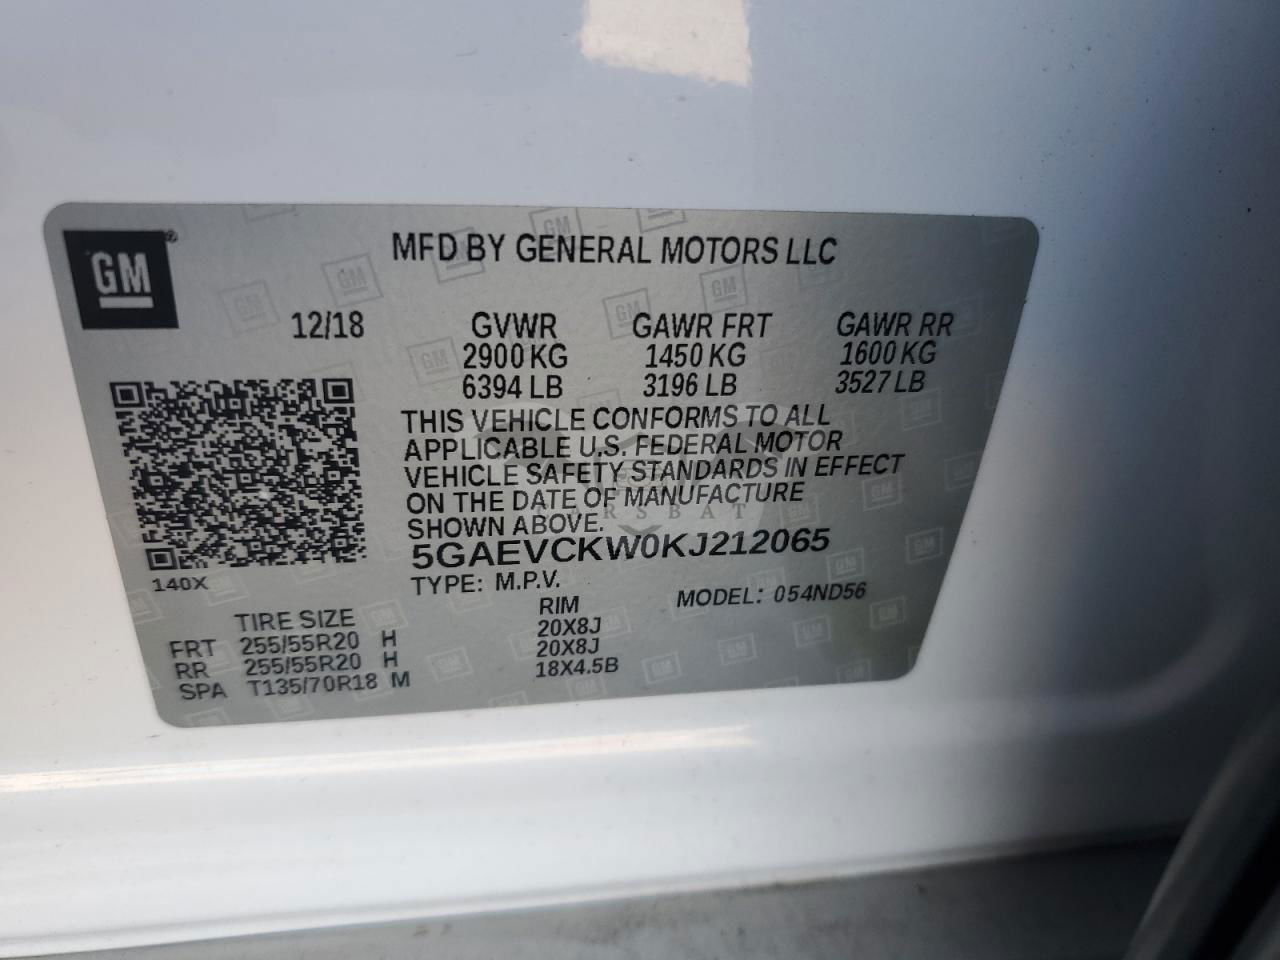 GM
MFD BY GENERAL MOTORS LLC
12/18 GVWR GAWR FRT GAWR RR
2900 KG 1450 KG 1600 KG
6394 LB 3196 LB 3527 LB
THIS VEHICLE CONFORMS TO ALL
APPLICABLE U.S. FEDERAL MOTOR
VEHICLE SAFETY STANDARDS IN EFFECT
ON THE DATE OF MANUFACTURE
SHOWN ABOVE.
CARSBAT
5GAEVCKW0KJ212065
140X
TYPE: M.P.V. MODEL: 054ND56
TIRE SIZE RIM
FRT 255/55R20 H 20X8J
RR 255/55R20 H 20X8J
SPA T135/70R18 M 18X4.5B